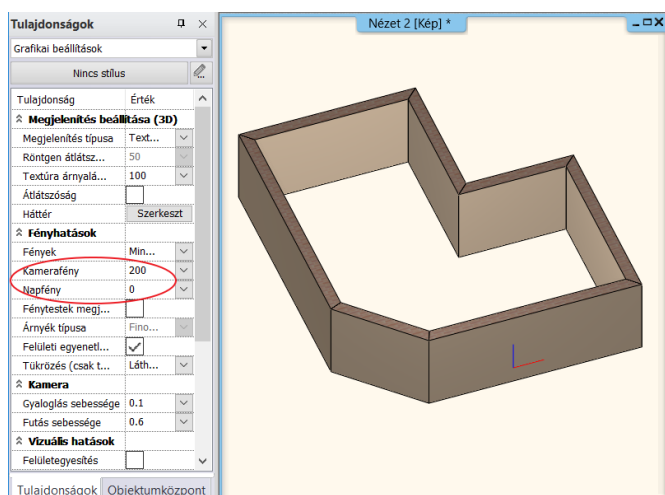 Tulajdonságok
Nézet 2 [Kép] *
Grafikai beállítások
Nincs stílus
Tulajdonság Érték
Megjelenítés beállítása (3D)
Megjelenítés típusa Text...
Röntgen átlátsz... 50
Textúra árnyalá... 100
Átlátszóság
Háttér Szerkeszt
Fényhatások
Fények Min...
Kamerafény 200
Napfény 0
Fénytestek megj...
Árnyék típusa Fino...
Felületi egyenetl...
Tükrözés (csak t... Láth...
Kamera
Gyaloglás sebessége 0.1
Futás sebessége 0.6
Vizuális hatások
Felületegyesítés
Tulajdonságok Objektumközpont